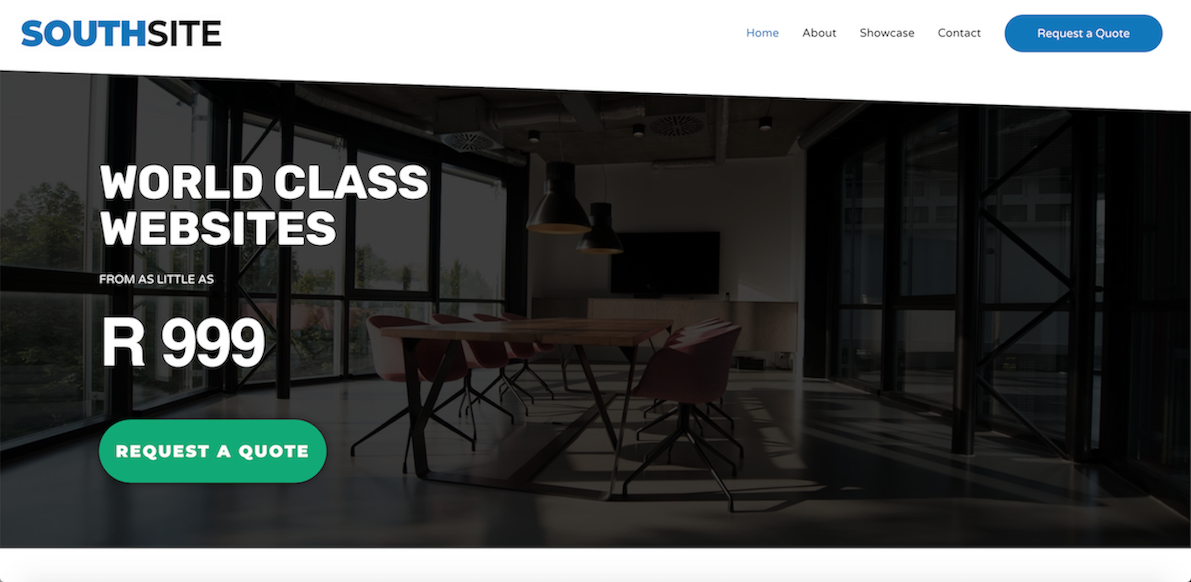 SOUTHSITE
Home About Showcase Contact Request a Quote
WORLD CLASS
WEBSITES
FROM AS LITTLE AS
R 999
REQUEST A QUOTE